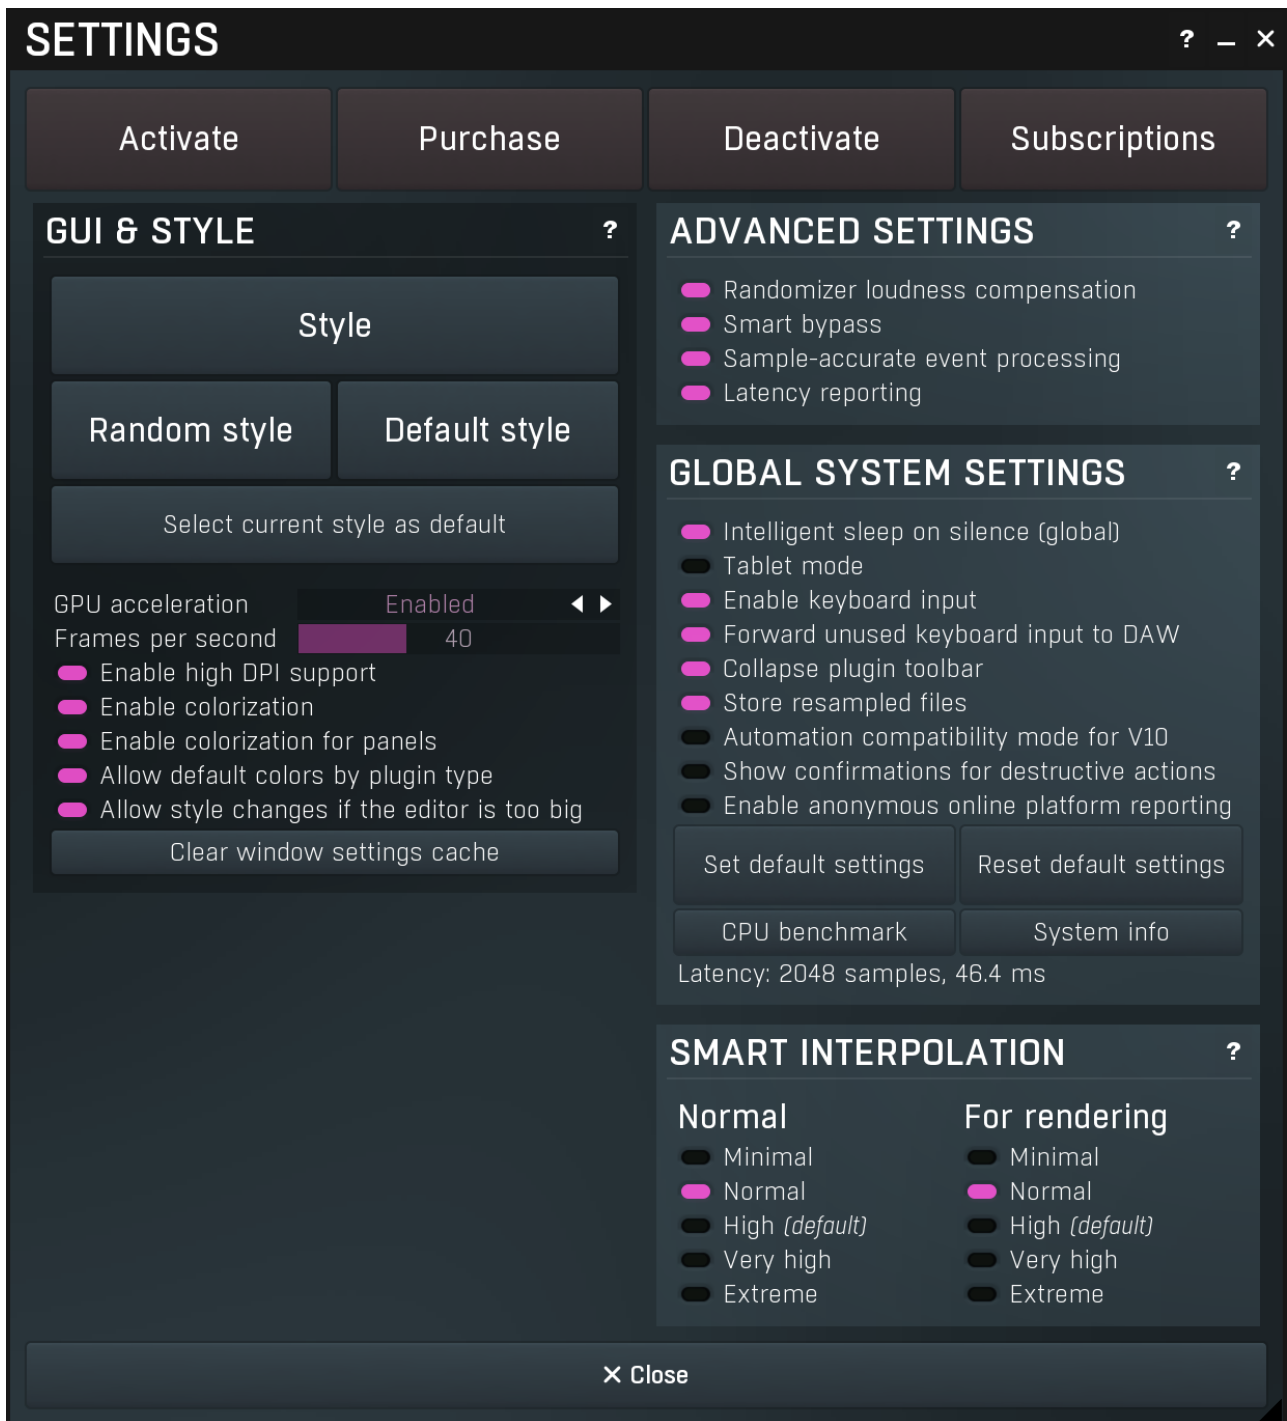 SETTINGS
?
Activate
Purchase
Deactivate
Subscriptions
GUI & STYLE ?
Style
Random style
Default style
Select current style as default
GPU acceleration Enabled
Frames per second 40
Enable high DPI support
Enable colorization
Enable colorization for panels
Allow default colors by plugin type
Allow style changes if the editor is too big
Clear window settings cache
ADVANCED SETTINGS ?
Randomizer loudness compensation
Smart bypass
Sample-accurate event processing
Latency reporting
GLOBAL SYSTEM SETTINGS ?
Intelligent sleep on silence (global)
Tablet mode
Enable keyboard input
Forward unused keyboard input to DAW
Collapse plugin toolbar
Store resampled files
Automation compatibility mode for V10
Show confirmations for destructive actions
Enable anonymous online platform reporting
Set default settings
Reset default settings
CPU benchmark
System info
Latency: 2048 samples, 46.4 ms
SMART INTERPOLATION ?
Normal
Minimal
Normal
High (default)
Very high
Extreme
For rendering
Minimal
Normal
High (default)
Very high
Extreme
Close